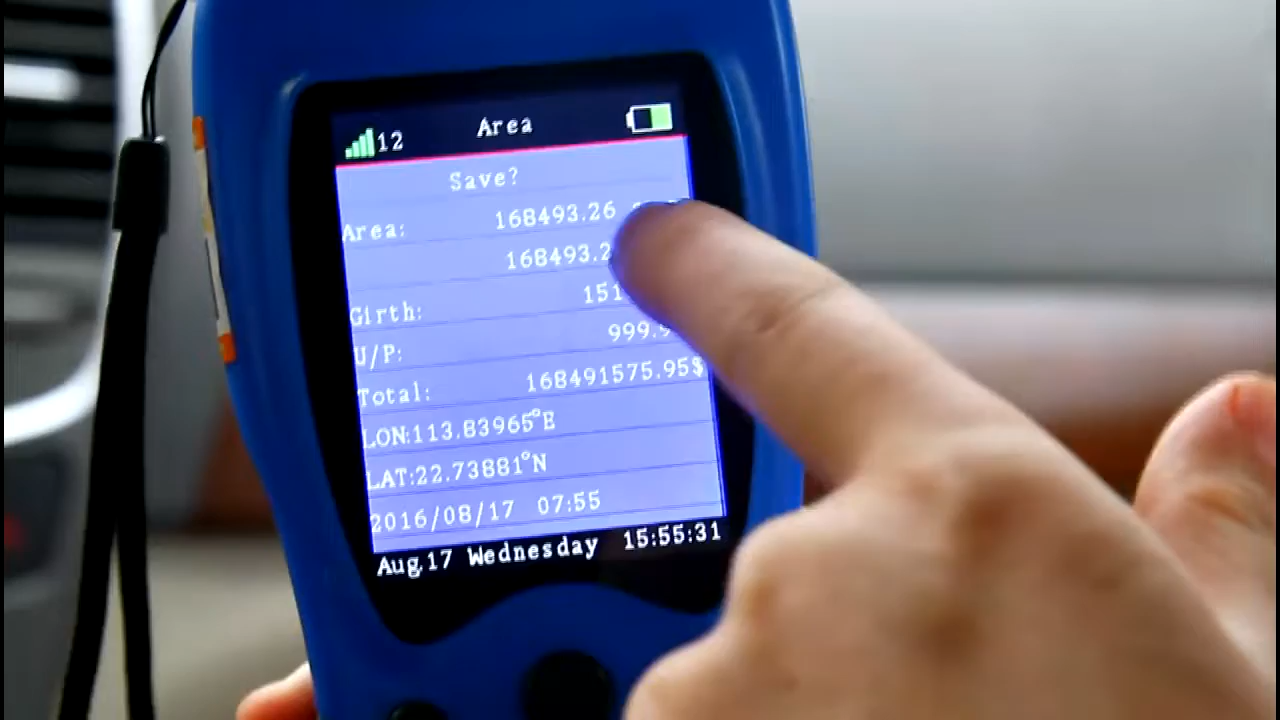 12 Area
Save?
Area: 168493.26
168493.2
Girth: 151
U/P: 999.9
Total: 168491575.95$
LON:113.83965°E
LAT:22.73881°N
2016/08/17 07:55
Aug.17 Wednesday 15:55:31